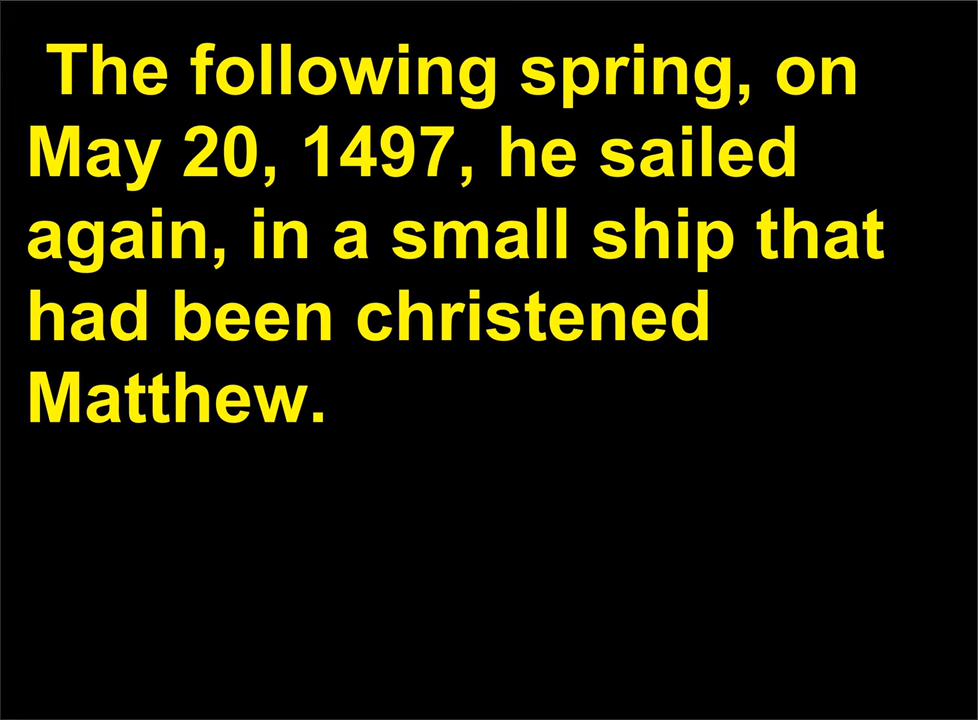 The following spring, on
May 20, 1497, he sailed
again, in a small ship that
had been christened
Matthew.